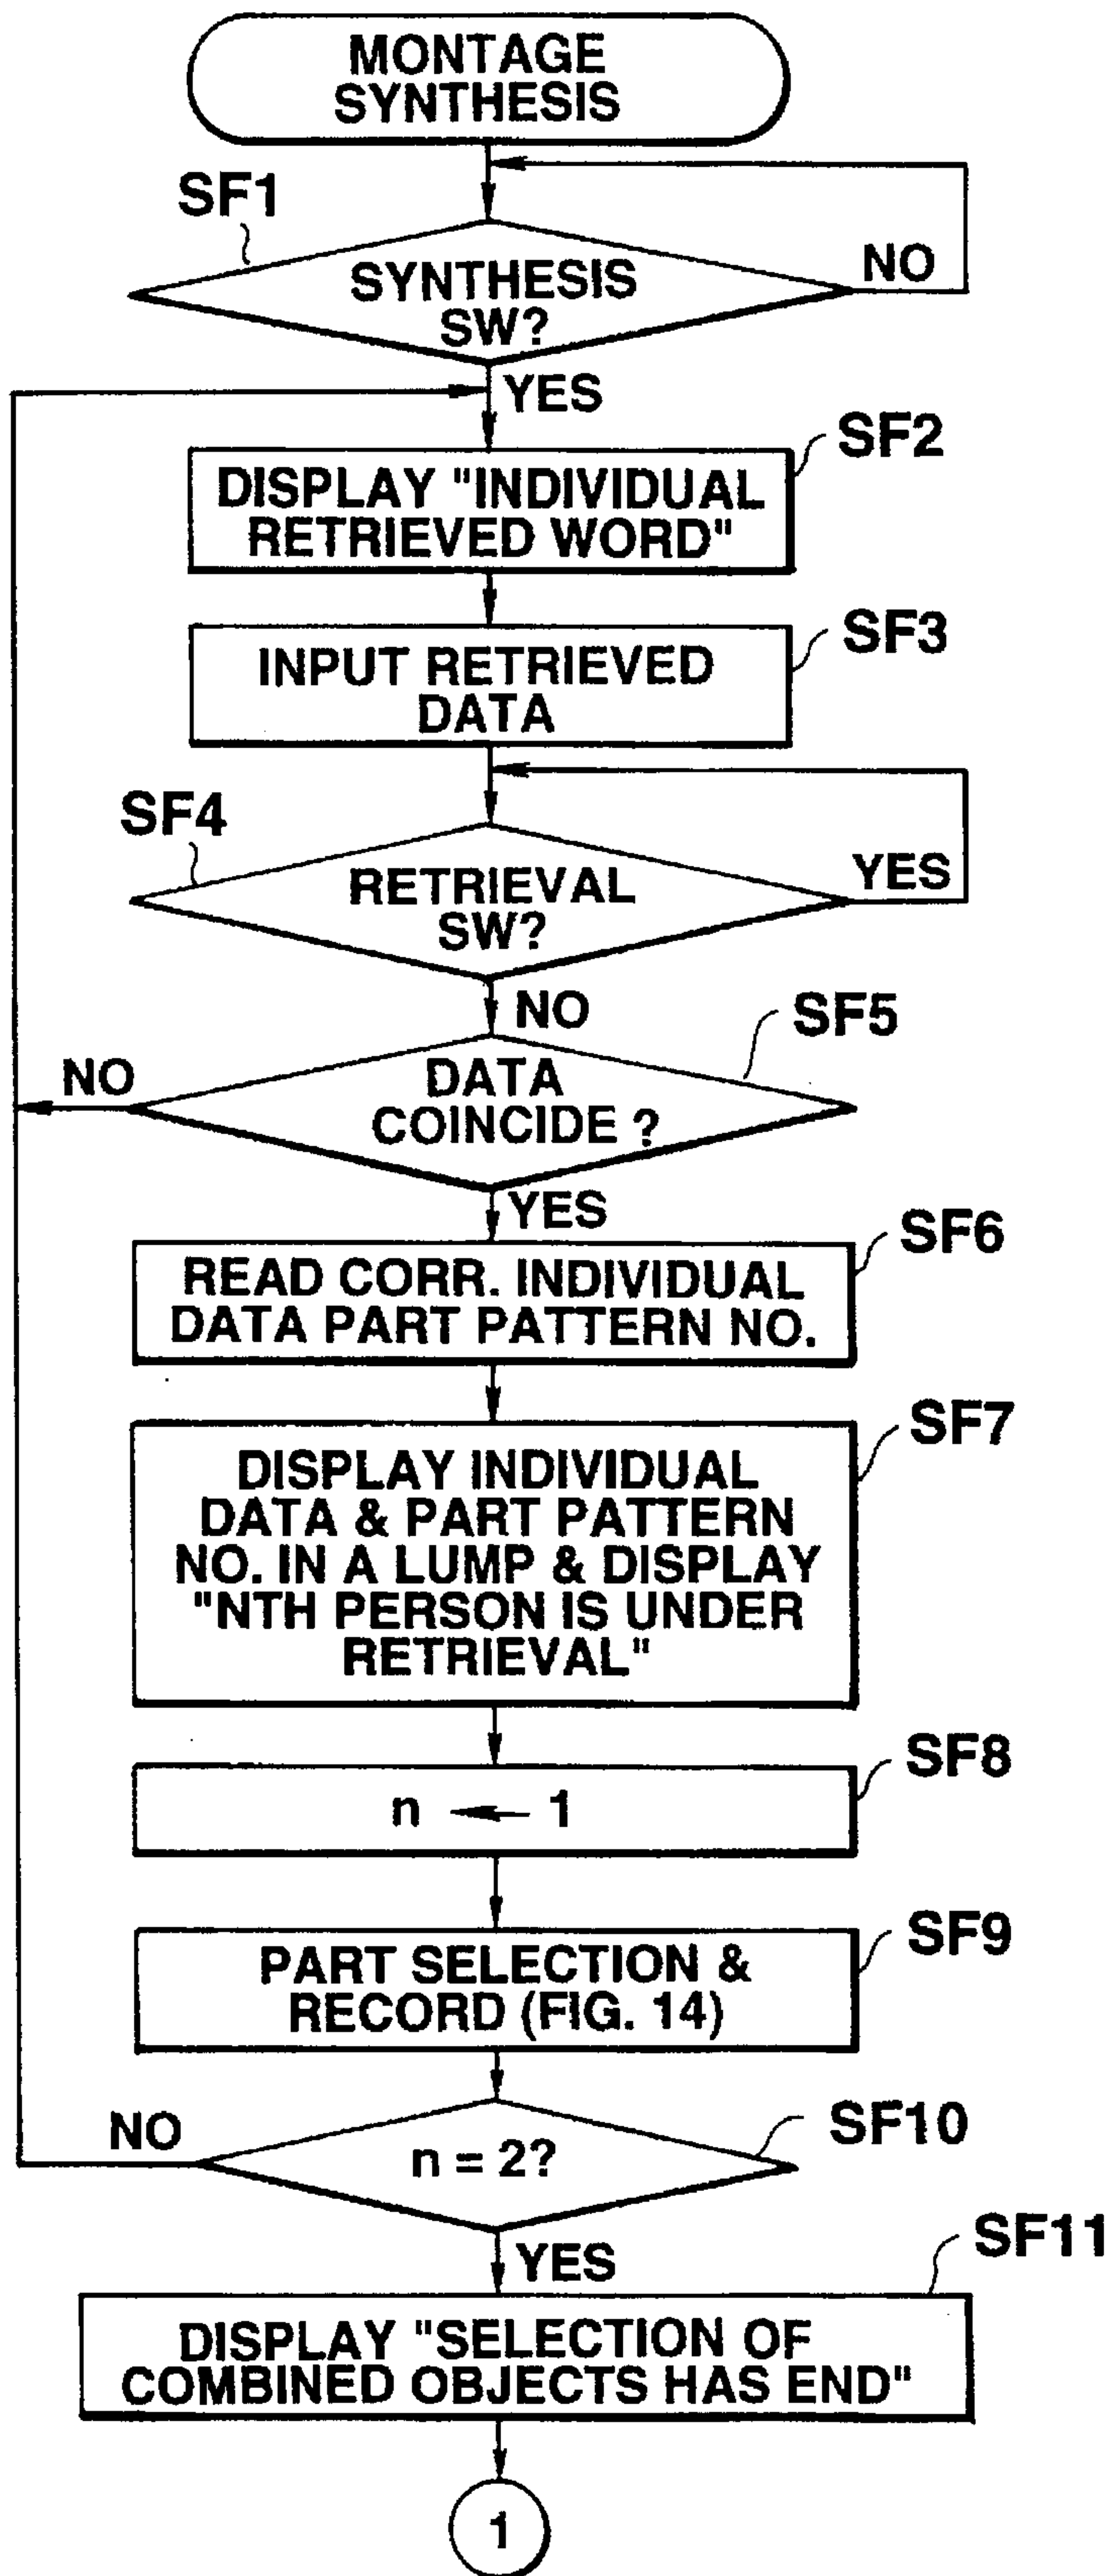 MONTAGE
SYNTHESIS
SF1
SYNTHESIS
SW?
NO
YES
SF2
DISPLAY "INDIVIDUAL
RETRIEVED WORD"
SF3
INPUT RETRIEVED
DATA
SF4
RETRIEVAL
SW?
YES
NO
SF5
DATA
COINCIDE ?
NO
YES
SF6
READ CORR. INDIVIDUAL
DATA PART PATTERN NO.
SF7
DISPLAY INDIVIDUAL
DATA & PART PATTERN
NO. IN A LUMP & DISPLAY
"NTH PERSON IS UNDER
RETRIEVAL"
SF8
n ← 1
SF9
PART SELECTION &
RECORD (FIG. 14)
SF10
n = 2?
NO
YES
SF11
DISPLAY "SELECTION OF
COMBINED OBJECTS HAS END"
1